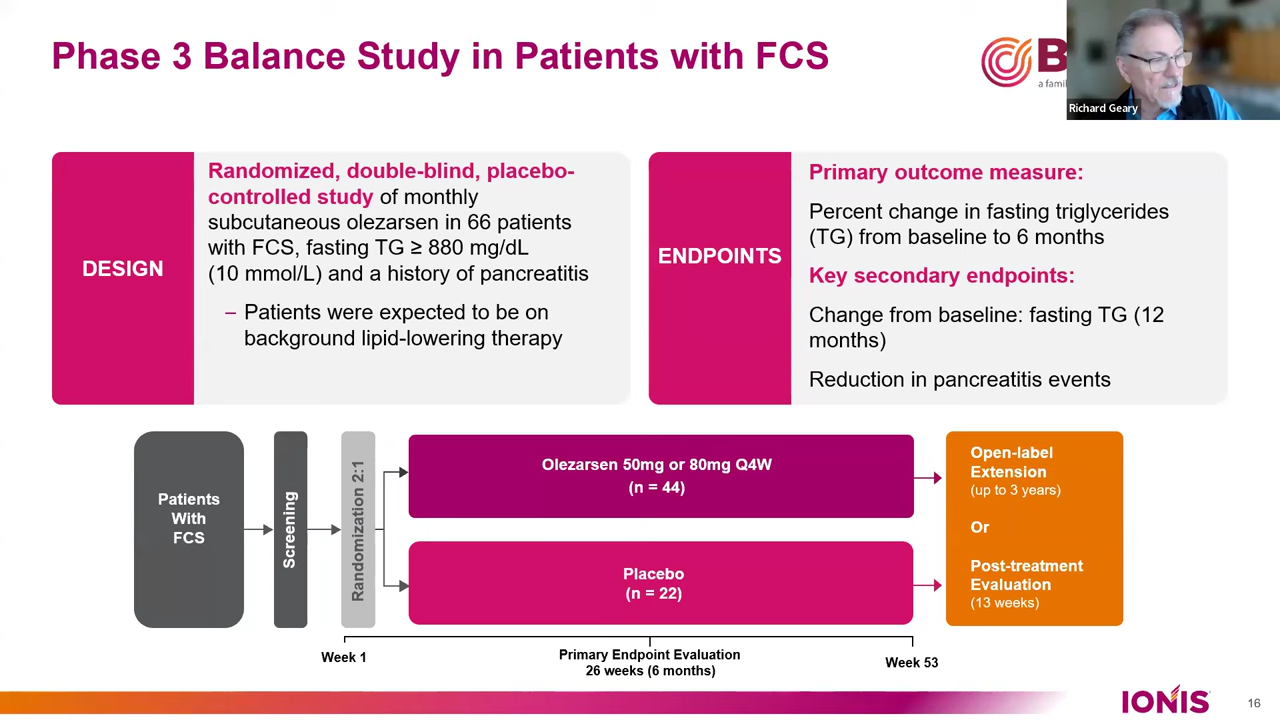 Phase 3 Balance Study in Patients with FCS
a famil
Richard Geary
DESIGN
Randomized, double-blind, placebo-
controlled study of monthly
subcutaneous olezarsen in 66 patients
with FCS, fasting TG ≥ 880 mg/dL
(10 mmol/L) and a history of pancreatitis
– Patients were expected to be on
background lipid-lowering therapy
ENDPOINTS
Primary outcome measure:
Percent change in fasting triglycerides
(TG) from baseline to 6 months
Key secondary endpoints:
Change from baseline: fasting TG (12
months)
Reduction in pancreatitis events
Patients
With
FCS
Screening
Randomization 2:1
Olezarsen 50mg or 80mg Q4W
(n = 44)
Placebo
(n = 22)
Open-label
Extension
(up to 3 years)
Or
Post-treatment
Evaluation
(13 weeks)
Week 1
Primary Endpoint Evaluation
26 weeks (6 months)
Week 53
IONIS
16